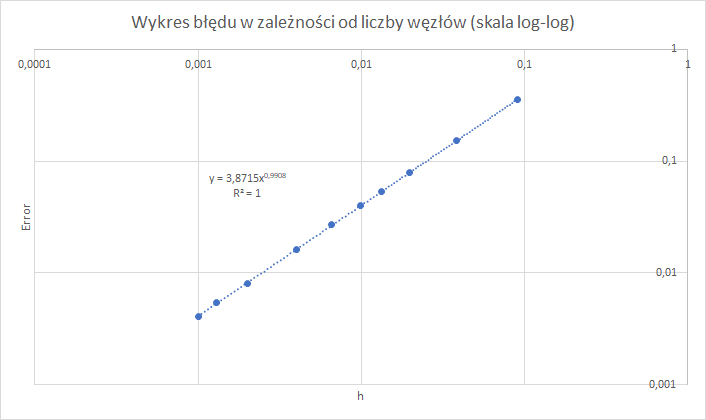 Wykres błędu w zależności od liczby węzłów (skala log-log)
1
0,0001 0,001 0,01 0,1 1
0,1
y = 3,8715x^0,9908
R² = 1
Error
0,01
0,001
h